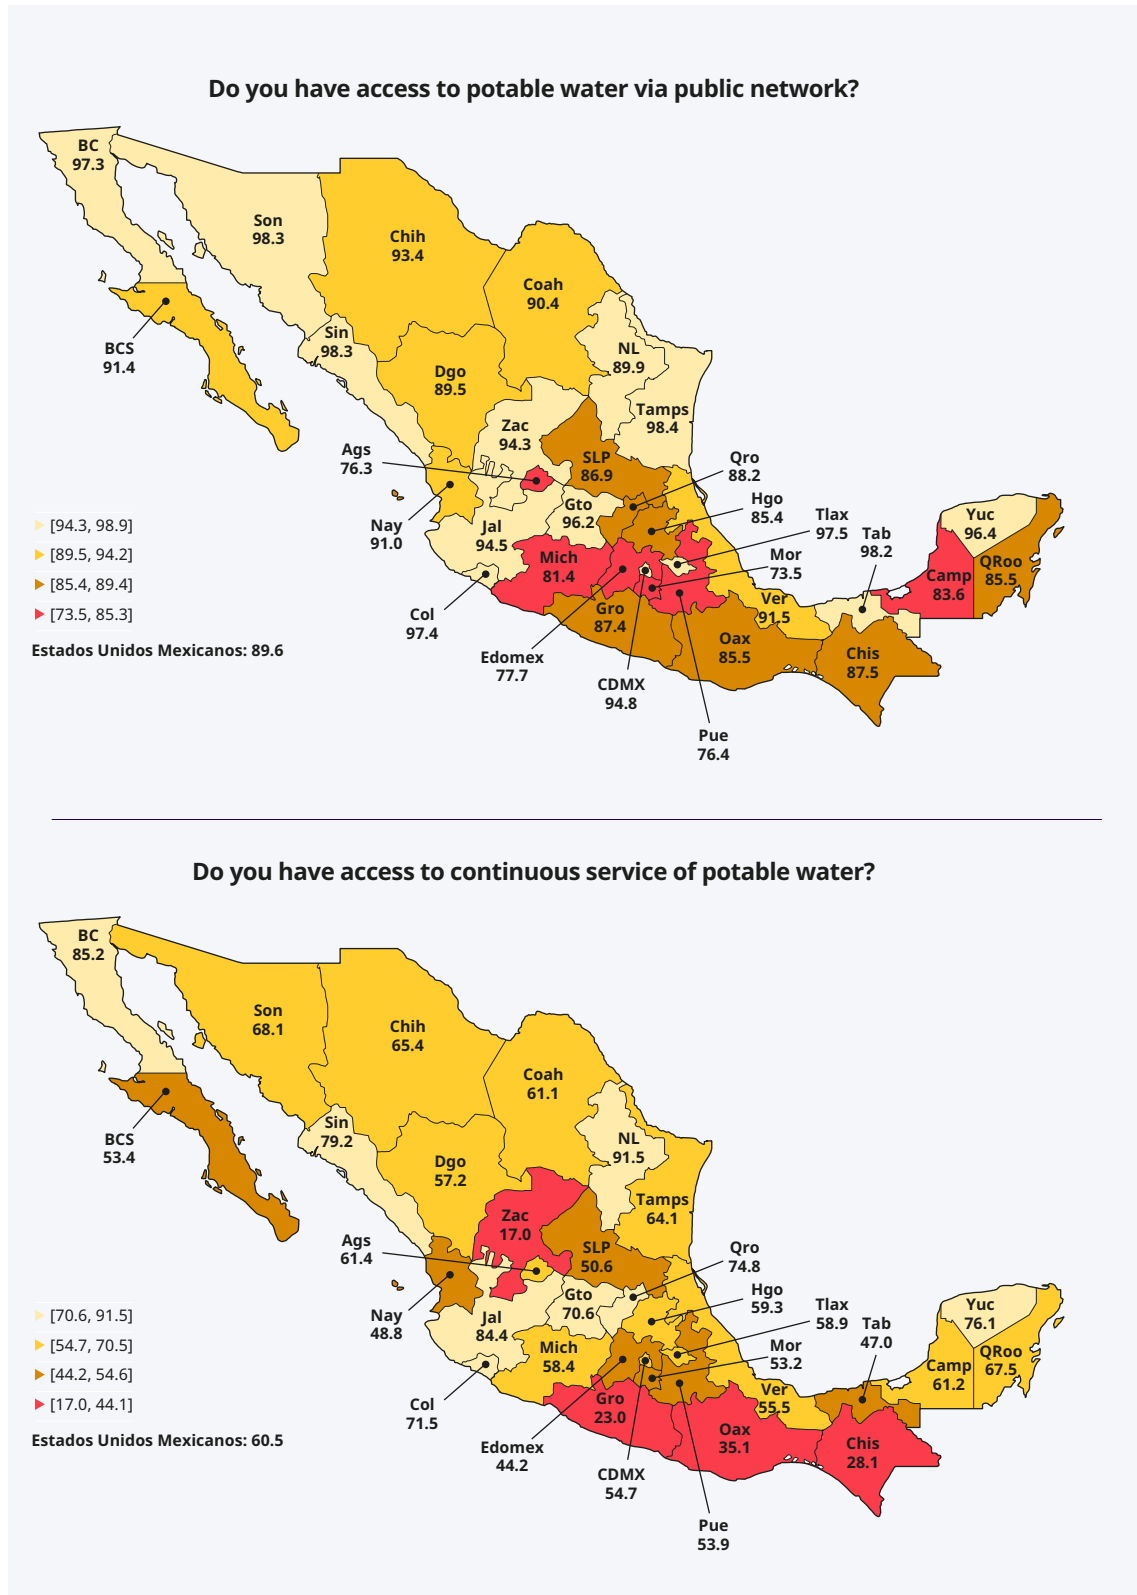 Do you have access to potable water via public network?
BC
97.3
Son
98.3
Chih
93.4
Coah
90.4
Sin
98.3
BCS
91.4
NL
89.9
Dgo
89.5
Tamps
98.4
Zac
94.3
Ags
76.3
SLP
86.9
Qro
88.2
Hgo
85.4
Nay
91.0
Jal
94.5
Gto
96.2
Tlax
97.5
Tab
98.2
Yuc
96.4
Mich
81.4
Mor
73.5
Camp
83.6
QRoo
85.5
Col
97.4
Gro
87.4
Ver
91.5
Oax
85.5
Chis
87.5
Edomex
77.7
CDMX
94.8
Pue
76.4
[94.3, 98.9]
[89.5, 94.2]
[85.4, 89.4]
[73.5, 85.3]
Estados Unidos Mexicanos: 89.6
Do you have access to continuous service of potable water?
BC
85.2
Son
68.1
Chih
65.4
Coah
61.1
Sin
79.2
BCS
53.4
NL
91.5
Dgo
57.2
Tamps
64.1
Zac
17.0
Ags
61.4
SLP
50.6
Qro
74.8
Hgo
59.3
Nay
48.8
Jal
84.4
Gto
70.6
Tlax
58.9
Tab
47.0
Yuc
76.1
Mich
58.4
Mor
53.2
Camp
61.2
QRoo
67.5
Col
71.5
Gro
23.0
Ver
55.5
Oax
35.1
Chis
28.1
Edomex
44.2
CDMX
54.7
Pue
53.9
[70.6, 91.5]
[54.7, 70.5]
[44.2, 54.6]
[17.0, 44.1]
Estados Unidos Mexicanos: 60.5